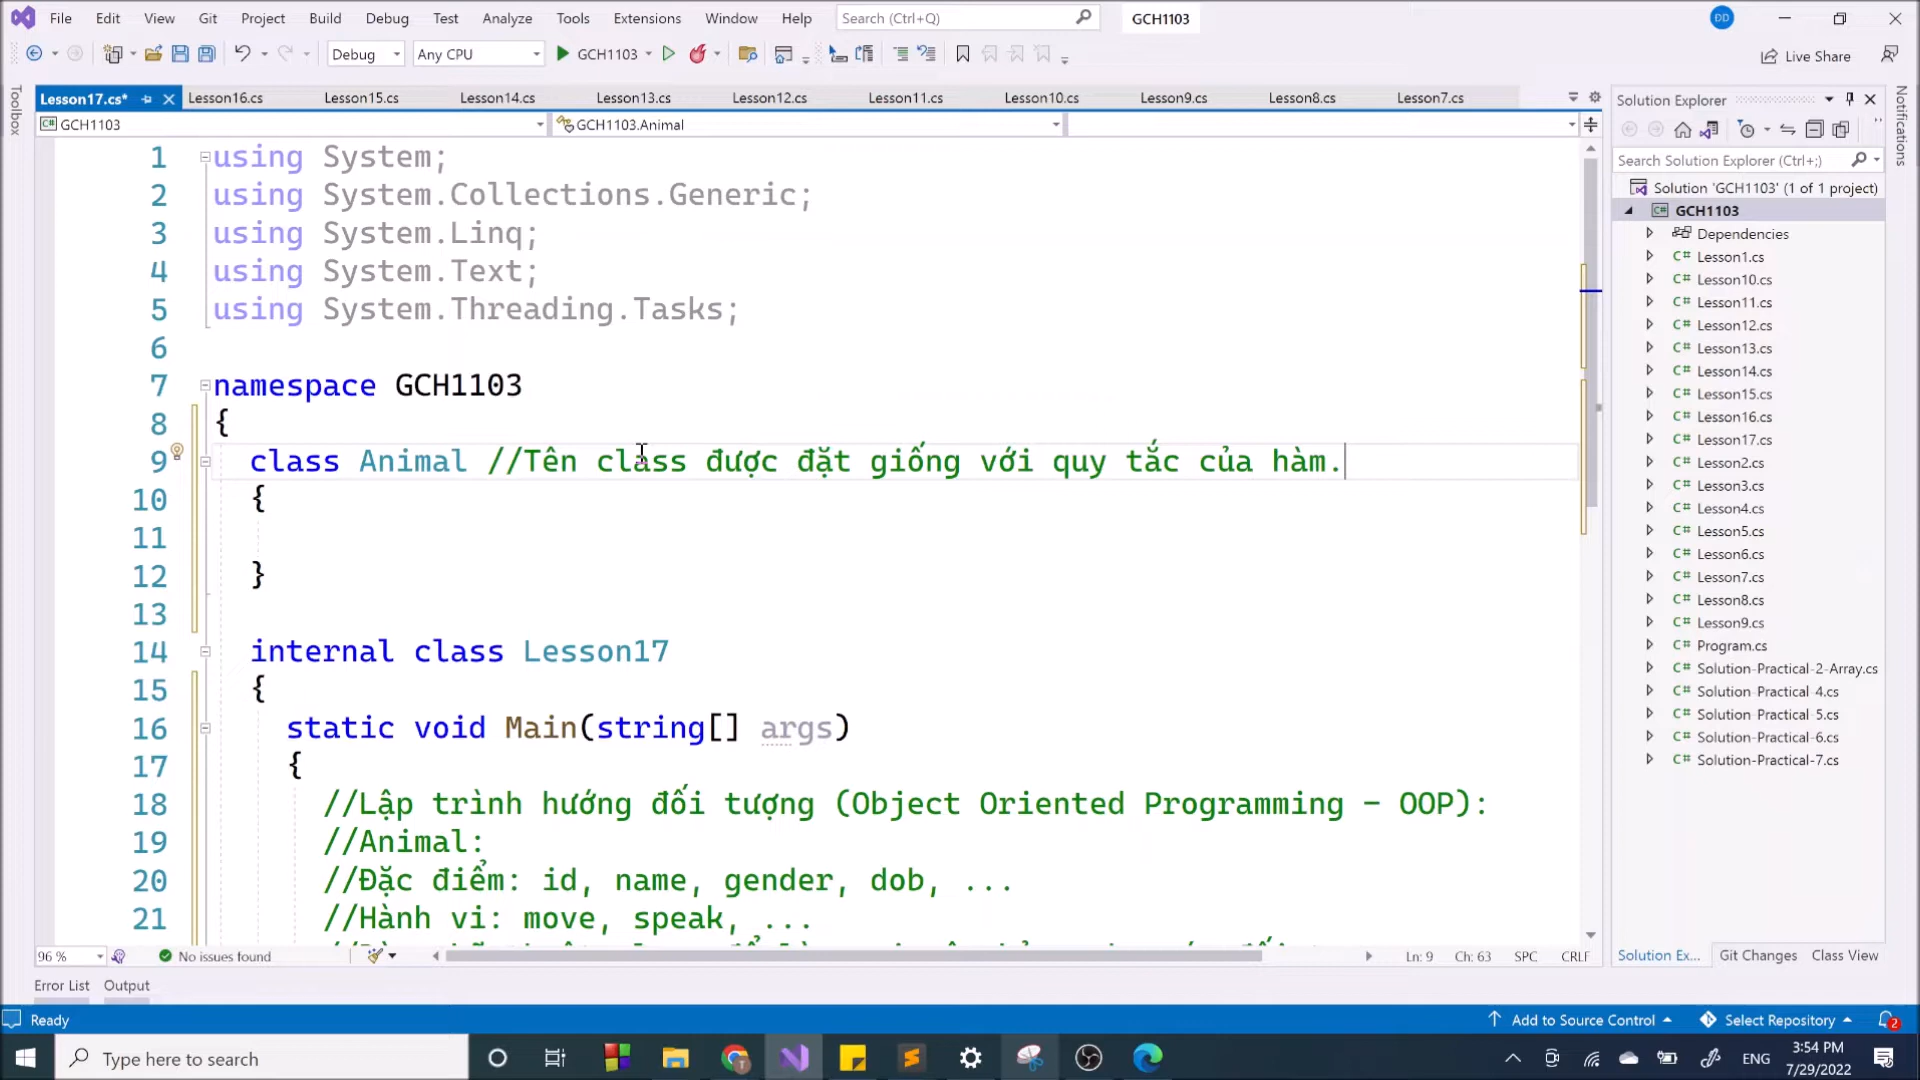 File Edit View Git Project Build Debug Test Analyze Tools Extensions Window Help Search (Ctrl+Q) GCH1103 DD
Debug Any CPU GCH1103 Live Share
Toolbox
Lesson17.cs* Lesson16.cs Lesson15.cs Lesson14.cs Lesson13.cs Lesson12.cs Lesson11.cs Lesson10.cs Lesson9.cs Lesson8.cs Lesson7.cs
GCH1103 GCH1103.Animal
1 using System;
2 using System.Collections.Generic;
3 using System.Linq;
4 using System.Text;
5 using System.Threading.Tasks;
6
7 namespace GCH1103
8 {
9 class Animal //Tên class được đặt giống với quy tắc của hàm.
10 {
11
12 }
13
14 internal class Lesson17
15 {
16 static void Main(string[] args)
17 {
18 //Lập trình hướng đối tượng (Object Oriented Programming - OOP):
19 //Animal:
20 //Đặc điểm: id, name, gender, dob, ...
21 //Hành vi: move, speak, ...
96 % No issues found Ln: 9 Ch: 63 SPC CRLF
Error List Output
Solution Explorer
Search Solution Explorer (Ctrl+;)
Solution 'GCH1103' (1 of 1 project)
C# GCH1103
Dependencies
C# Lesson1.cs
C# Lesson10.cs
C# Lesson11.cs
C# Lesson12.cs
C# Lesson13.cs
C# Lesson14.cs
C# Lesson15.cs
C# Lesson16.cs
C# Lesson17.cs
C# Lesson2.cs
C# Lesson3.cs
C# Lesson4.cs
C# Lesson5.cs
C# Lesson6.cs
C# Lesson7.cs
C# Lesson8.cs
C# Lesson9.cs
C# Program.cs
C# Solution-Practical-2-Array.cs
C# Solution-Practical 4.cs
C# Solution-Practical 5.cs
C# Solution-Practical-6.cs
C# Solution-Practical-7.cs
Solution Ex... Git Changes Class View
Notifications
Ready Add to Source Control Select Repository 2
Type here to search ENG 3:54 PM
7/29/2022